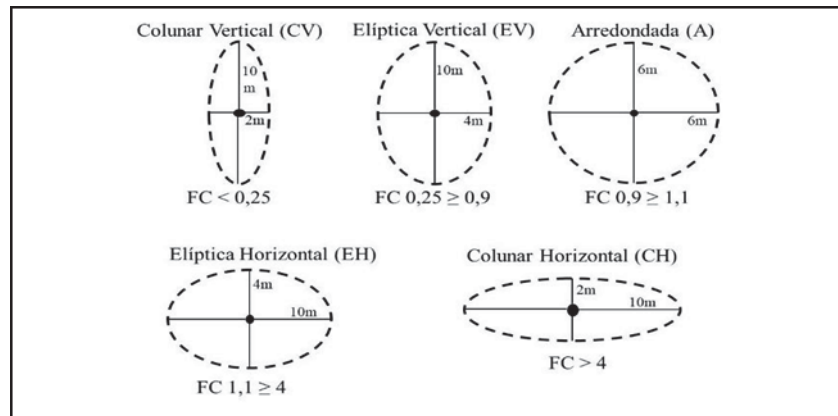 Colunar Vertical (CV)
10
m
2m
FC < 0,25
Elíptica Vertical (EV)
10m
4m
FC 0,25 ≥ 0,9
Arredondada (A)
6m
6m
FC 0,9 ≥ 1,1
Elíptica Horizontal (EH)
4m
10m
FC 1,1 ≥ 4
Colunar Horizontal (CH)
2m
10m
FC > 4